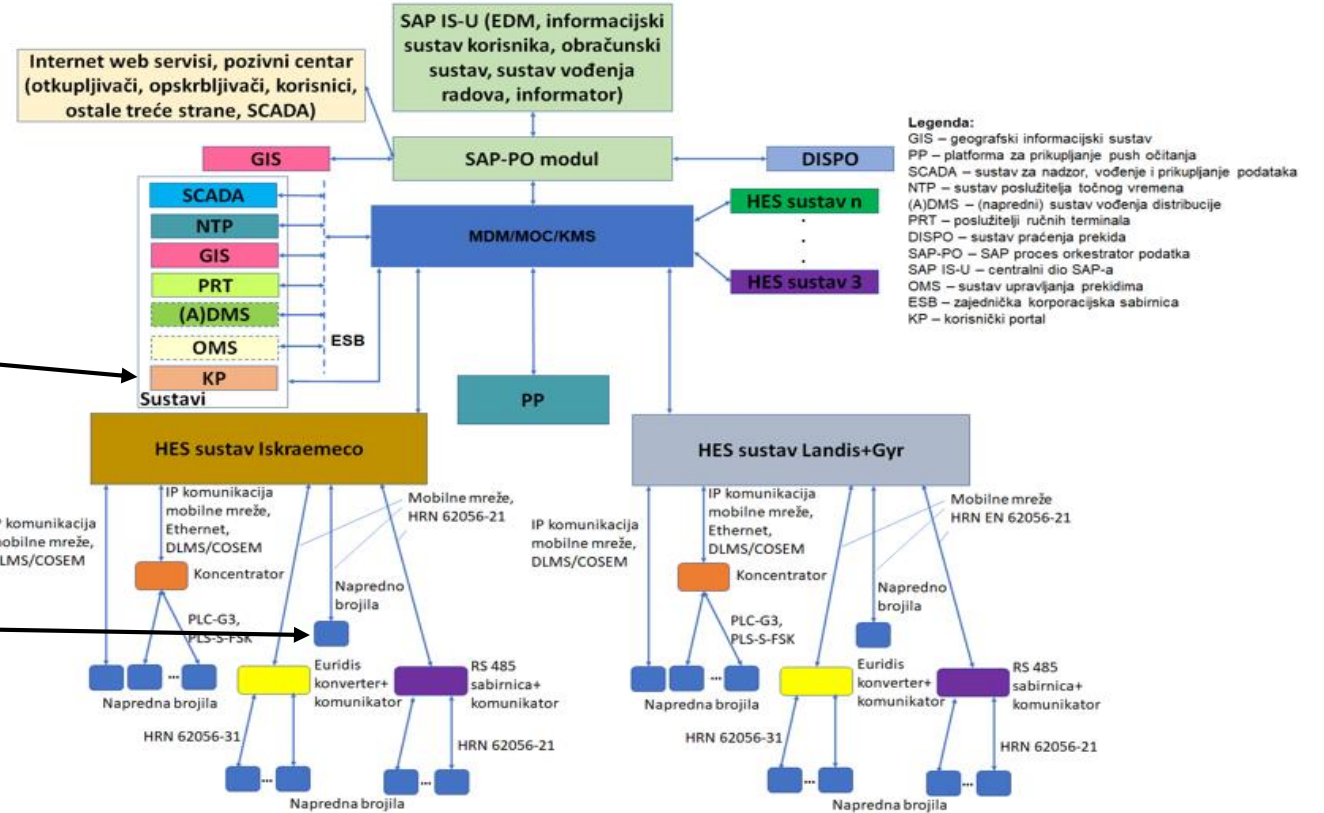 SAP IS-U (EDM, informacijski
sustav korisnika, obračunski
sustav, sustav vođenja
radova, informator)
Internet web servisi, pozivni centar
(otkupljivači, opskrbljivači, korisnici,
ostale treće strane, SCADA)
GIS
SAP-PO modul
DISPO
Legenda:
GIS – geografski informacijski sustav
PP – platforma za prikupljanje push očitanja
SCADA – sustav za nadzor, vođenje i prikupljanje podataka
NTP – sustav poslužitelja točnog vremena
(A)DMS – (napredni) sustav vođenja distribucije
PRT – poslužitelji ručnih terminala
DISPO – sustav praćenja prekida
SAP-PO – SAP proces orkestrator podatka
SAP IS-U – centralni dio SAP-a
OMS – sustav upravljanja prekidima
ESB – zajednička korporacijska sabirnica
KP – korisnički portal
SCADA
NTP
GIS
PRT
(A)DMS
OMS
KP
Sustavi
ESB
MDM/MOC/KMS
HES sustav n
.
.
.
HES sustav 3
PP
HES sustav Iskraemeco
P komunikacija
mobilne mreže,
DLMS/COSEM
IP komunikacija
mobilne mreže,
Ethernet,
DLMS/COSEM
Mobilne mreže,
HRN 62056-21
Koncentrator
Napredno
brojila
PLC-G3,
PLS-S-FSK
...
Napredna brojila
Euridis
konverter+
komunikator
RS 485
sabirnica+
komunikator
HRN 62056-31
HRN 62056-21
...
...
Napredna brojila
HES sustav Landis+Gyr
IP komunikacija
mobilne mreže,
DLMS/COSEM
IP komunikacija
mobilne mreže,
Ethernet,
DLMS/COSEM
Mobilne mreže
HRN EN 62056-21
Koncentrator
Napredno
brojila
PLC-G3,
PLS-S-FSK
...
Napredna brojila
Euridis
konverter+
komunikator
RS 485
sabirnica+
komunikator
HRN 62056-31
HRN 62056-21
...
...
Napredna brojila